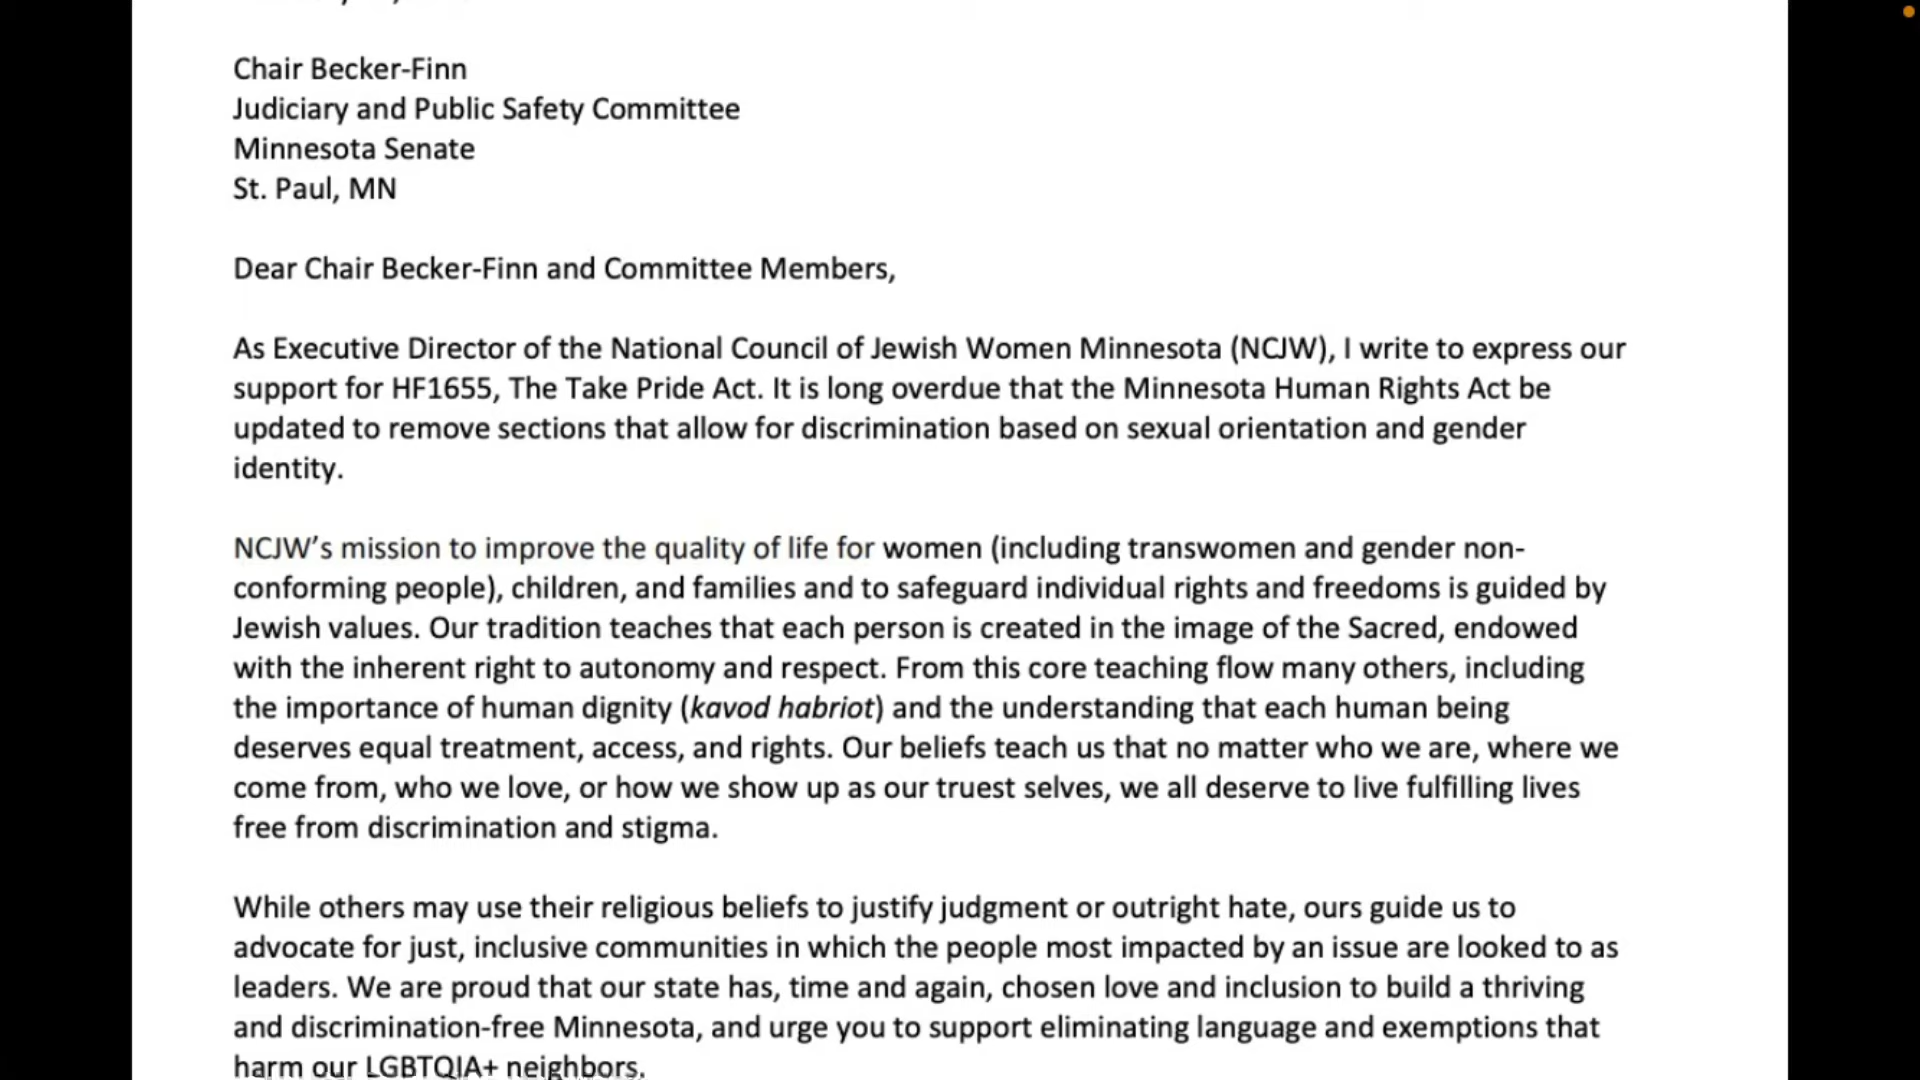 Chair Becker-Finn
Judiciary and Public Safety Committee
Minnesota Senate
St. Paul, MN
Dear Chair Becker-Finn and Committee Members,
As Executive Director of the National Council of Jewish Women Minnesota (NCJW), I write to express our
support for HF1655, The Take Pride Act. It is long overdue that the Minnesota Human Rights Act be
updated to remove sections that allow for discrimination based on sexual orientation and gender
identity.
NCJW’s mission to improve the quality of life for women (including transwomen and gender non-
conforming people), children, and families and to safeguard individual rights and freedoms is guided by
Jewish values. Our tradition teaches that each person is created in the image of the Sacred, endowed
with the inherent right to autonomy and respect. From this core teaching flow many others, including
the importance of human dignity (kavod habriot) and the understanding that each human being
deserves equal treatment, access, and rights. Our beliefs teach us that no matter who we are, where we
come from, who we love, or how we show up as our truest selves, we all deserve to live fulfilling lives
free from discrimination and stigma.
While others may use their religious beliefs to justify judgment or outright hate, ours guide us to
advocate for just, inclusive communities in which the people most impacted by an issue are looked to as
leaders. We are proud that our state has, time and again, chosen love and inclusion to build a thriving
and discrimination-free Minnesota, and urge you to support eliminating language and exemptions that
harm our LGBTQIA+ neighbors.